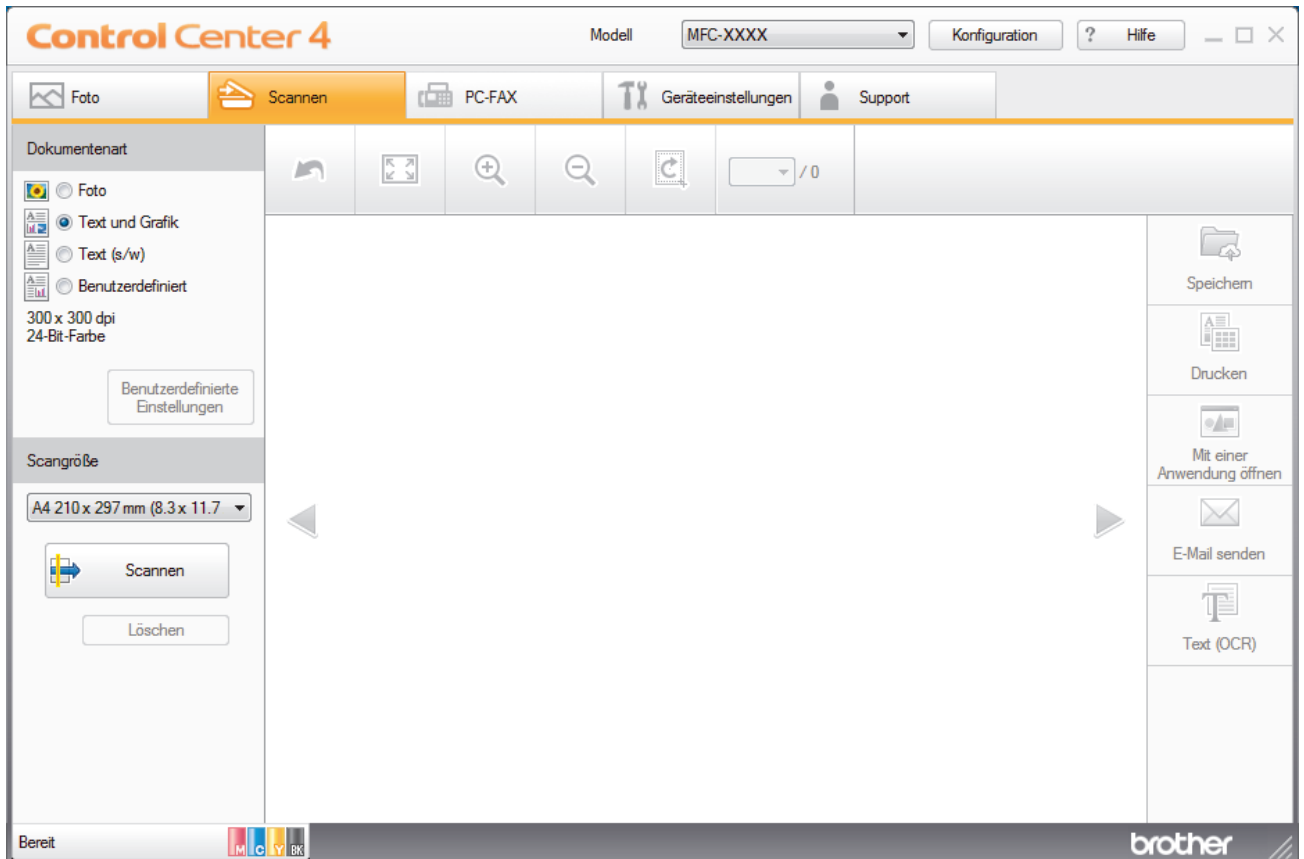 Control Center 4
Modell
MFC-XXXX
Konfiguration
? Hilfe
Foto
Scannen
PC-FAX
Geräteeinstellungen
Support
Dokumentenart
Foto
Text und Grafik
Text (s/w)
Benutzerdefiniert
300 x 300 dpi
24-Bit-Farbe
Benutzerdefinierte
Einstellungen
Scangröße
A4 210 x 297 mm (8.3 x 11.7
Scannen
Löschen
/ 0
Speichern
Drucken
Mit einer
Anwendung öffnen
E-Mail senden
Text (OCR)
Bereit
M C Y BK
brother